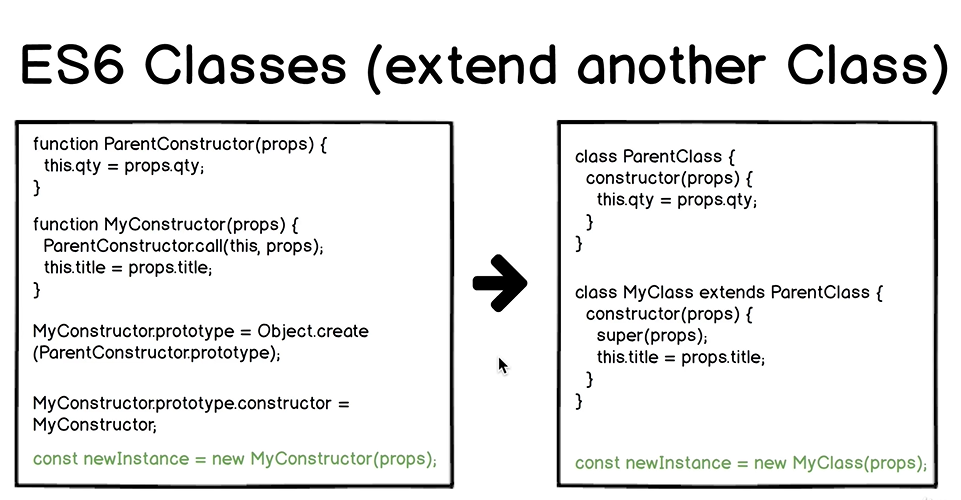 ES6 Classes (extend another Class)
function ParentConstructor(props) {
this.qty = props.qty;
}
function MyConstructor(props) {
ParentConstructor.call(this, props);
this.title = props.title;
}
MyConstructor.prototype = Object.create
(ParentConstructor.prototype);
MyConstructor.prototype.constructor =
MyConstructor;
const newInstance = new MyConstructor(props);
class ParentClass {
constructor(props) {
this.qty = props.qty;
}
}
class MyClass extends ParentClass {
constructor(props) {
super(props);
this.title = props.title;
}
}
const newInstance = new MyClass(props);